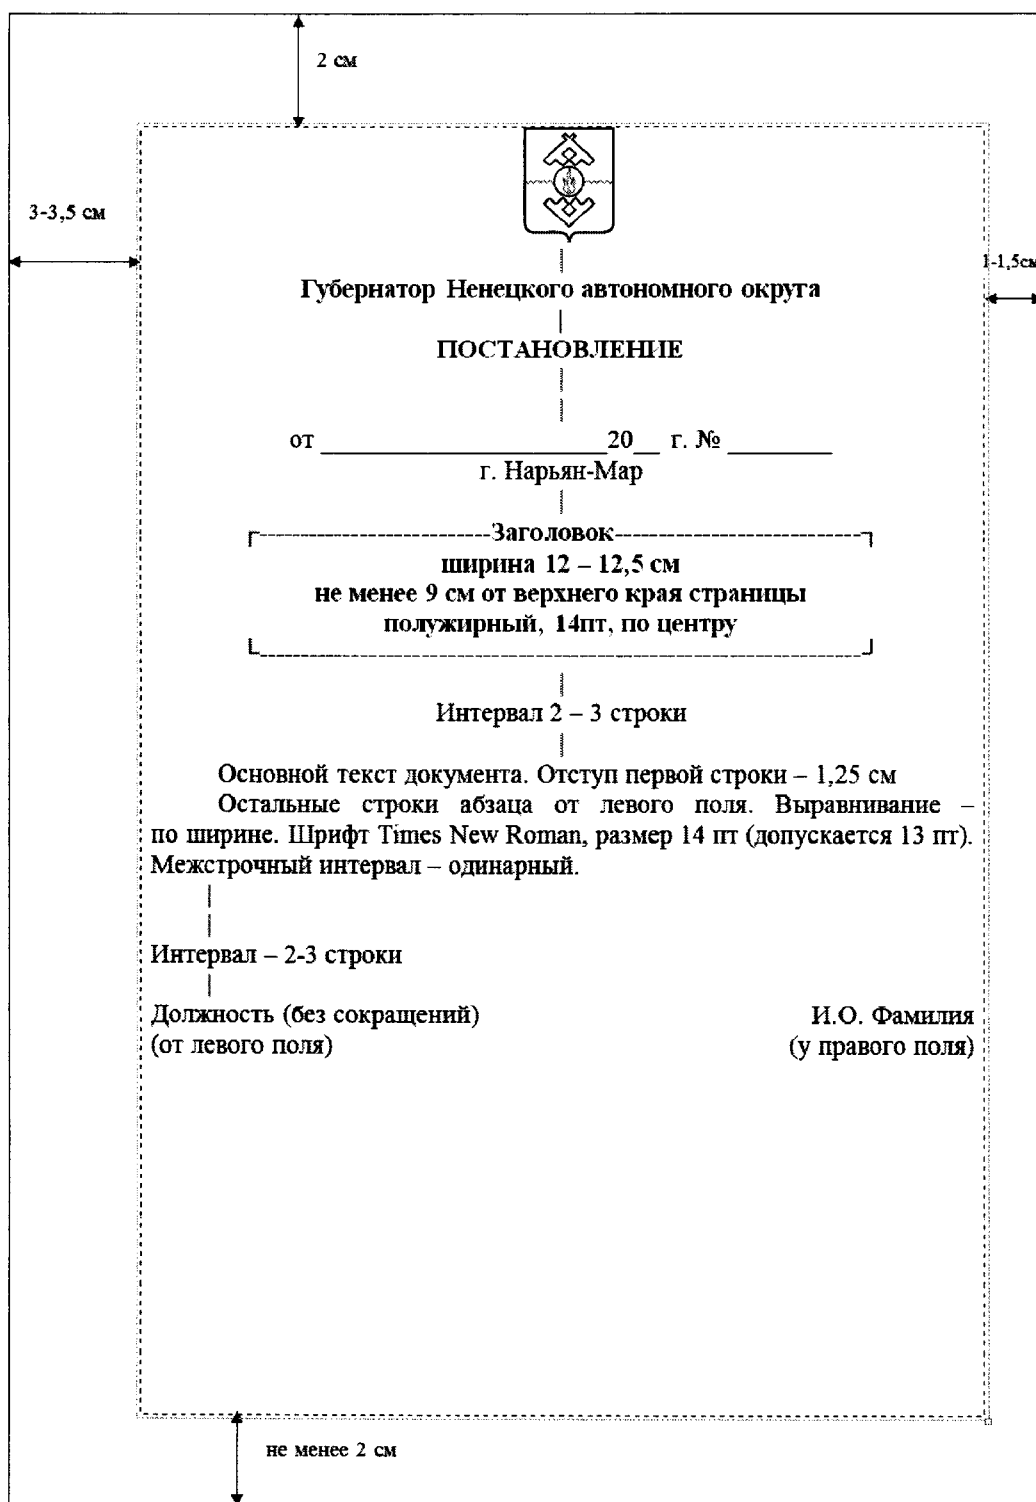 2 см
3-3,5 см
1-1,5см
Губернатор Ненецкого автономного округа
ПОСТАНОВЛЕНИЕ
от ______________________20__ г. № ________
г. Нарьян-Мар
Заголовок
ширина 12 – 12,5 см
не менее 9 см от верхнего края страницы
полужирный, 14пт, по центру
Интервал 2 – 3 строки
Основной текст документа. Отступ первой строки – 1,25 см
Остальные строки абзаца от левого поля. Выравнивание –
по ширине. Шрифт Times New Roman, размер 14 пт (допускается 13 пт).
Межстрочный интервал – одинарный.
Интервал – 2-3 строки
Должность (без сокращений) И.О. Фамилия
(от левого поля) (у правого поля)
не менее 2 см